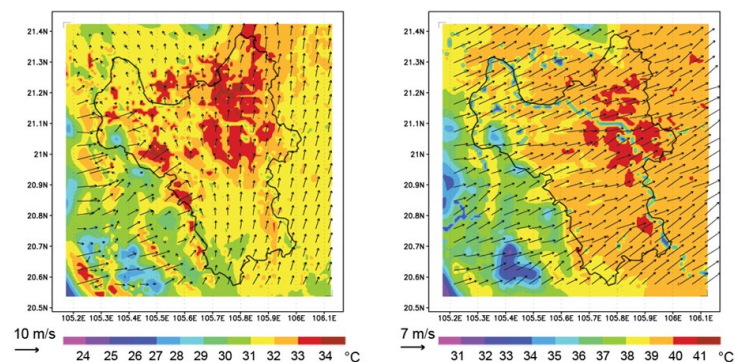 21.4N
21.3N
21.2N
21.1N
21N
20.9N
20.8N
20.7N
20.6N
20.5N
105.2E 105.3E 105.4E 105.5E 105.6E 105.7E 105.8E 105.9E 106E 106.1E
10 m/s
24 25 26 27 28 29 30 31 32 33 34 °C
21.4N
21.3N
21.2N
21.1N
21N
20.9N
20.8N
20.7N
20.6N
20.5N
105.2E 105.3E 105.4E 105.5E 105.6E 105.7E 105.8E 105.9E 106E 106.1E
7 m/s
31 32 33 34 35 36 37 38 39 40 41 °C